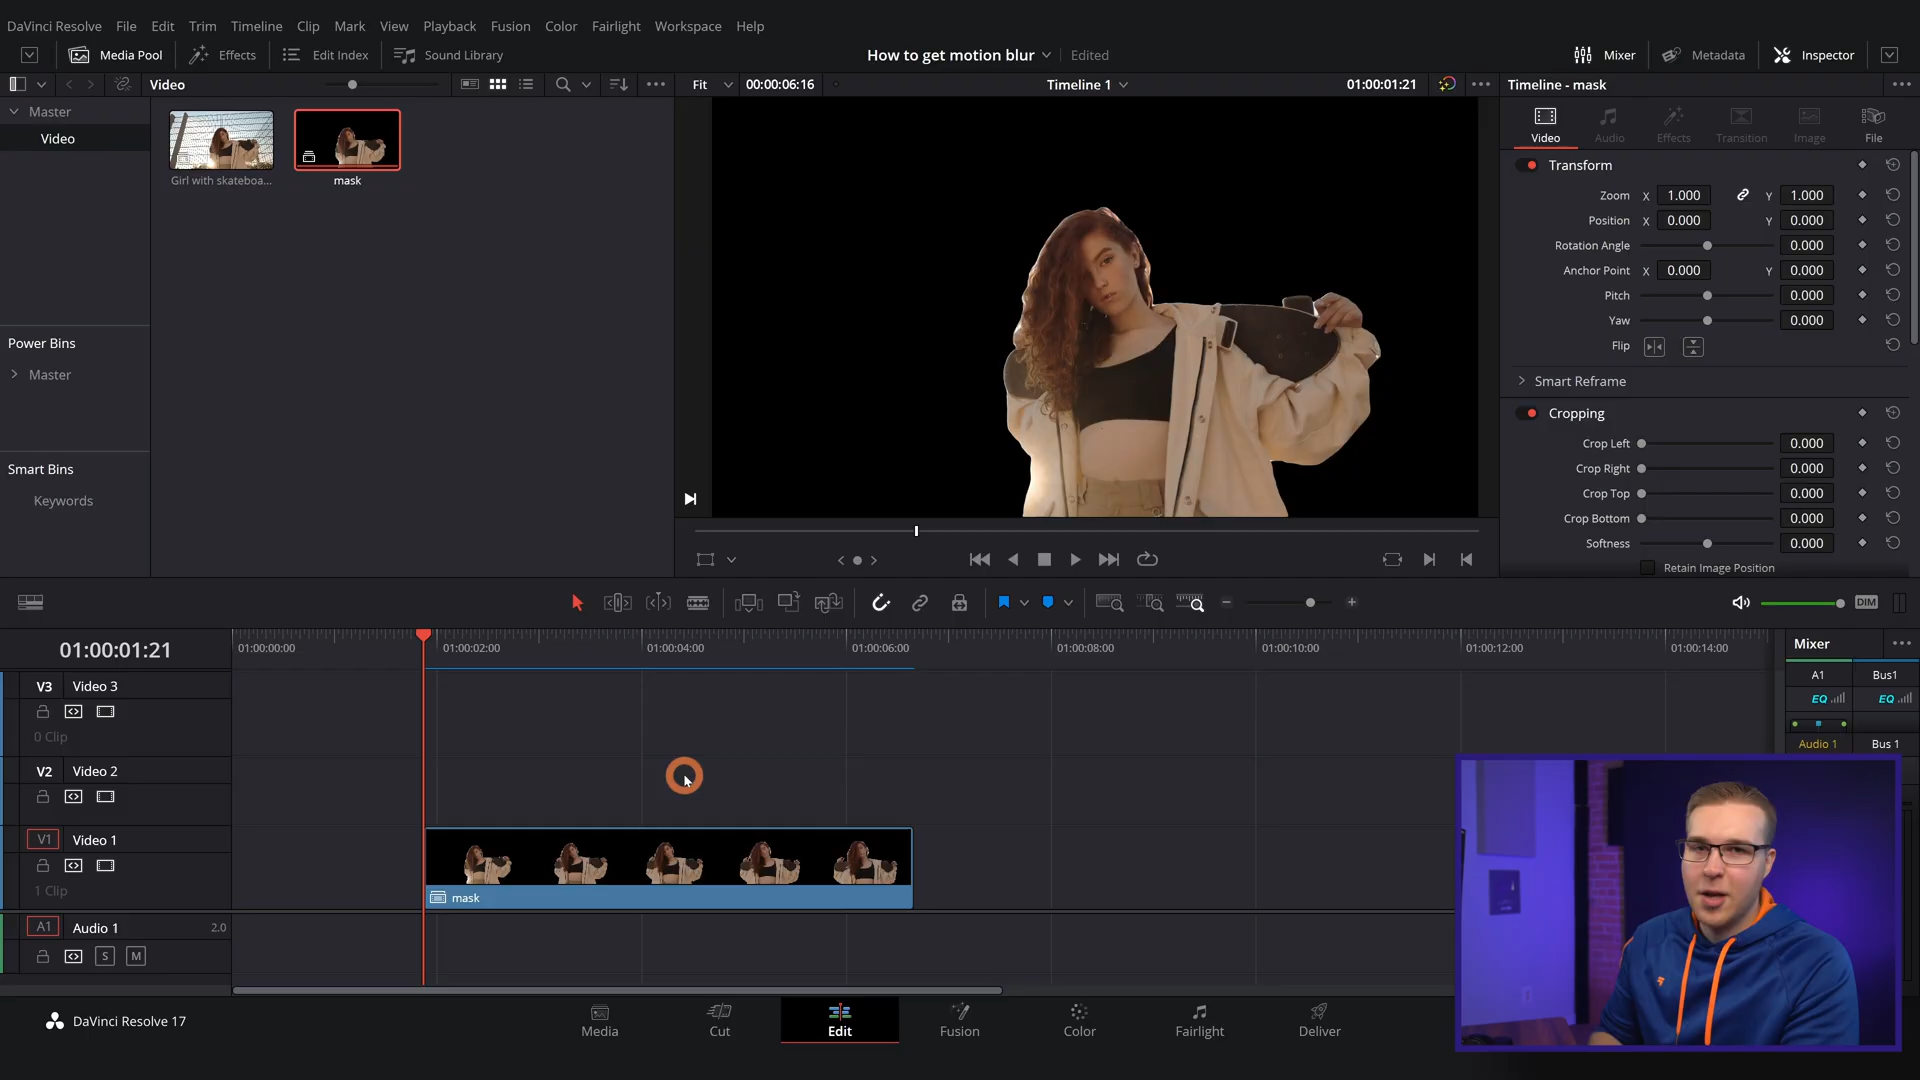 DaVinci Resolve File Edit Trim Timeline Clip Mark View Playback Fusion Color Fairlight Workspace Help
Media Pool Effects Edit Index Sound Library How to get motion blur Edited Mixer Metadata Inspector
Video Fit 00:00:06:16 Timeline 1 01:00:01:21 Timeline - mask
Master
Video
Girl with skateboa...
mask
Power Bins
Master
Smart Bins
Keywords
Video Audio Effects Transition Image File
Transform
Zoom X 1.000 Y 1.000
Position X 0.000 Y 0.000
Rotation Angle 0.000
Anchor Point X 0.000 Y 0.000
Pitch 0.000
Yaw 0.000
Flip
Smart Reframe
Cropping
Crop Left 0.000
Crop Right 0.000
Crop Top 0.000
Crop Bottom 0.000
Softness 0.000
Retain Image Position
DIM
01:00:01:21
01:00:00:00 01:00:02:00 01:00:04:00 01:00:06:00 01:00:08:00 01:00:10:00 01:00:12:00 01:00:14:00
V3 Video 3
0 Clip
V2 Video 2
V1 Video 1
1 Clip
mask
A1 Audio 1 2.0
S M
Mixer
A1 Bus1
EQ EQ
Audio 1 Bus 1
DaVinci Resolve 17
Media Cut Edit Fusion Color Fairlight Deliver